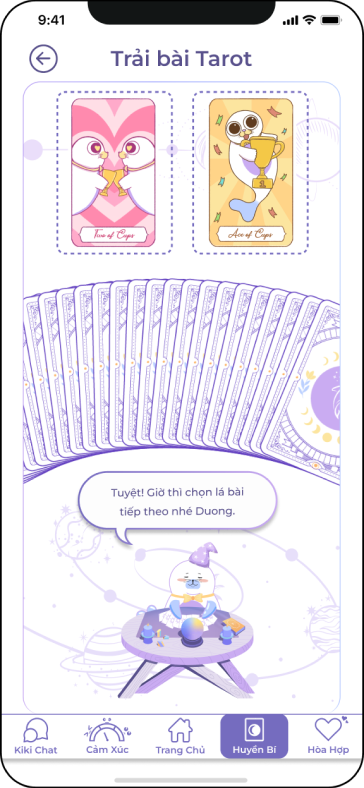 9:41
Trải bài Tarot
Two of Cups
Ace of Cups
Tuyệt! Giờ thì chọn lá bài
tiếp theo nhé Duong.
Kiki Chat
Cảm Xúc
Trang Chủ
Huyền Bí
Hòa Hợp